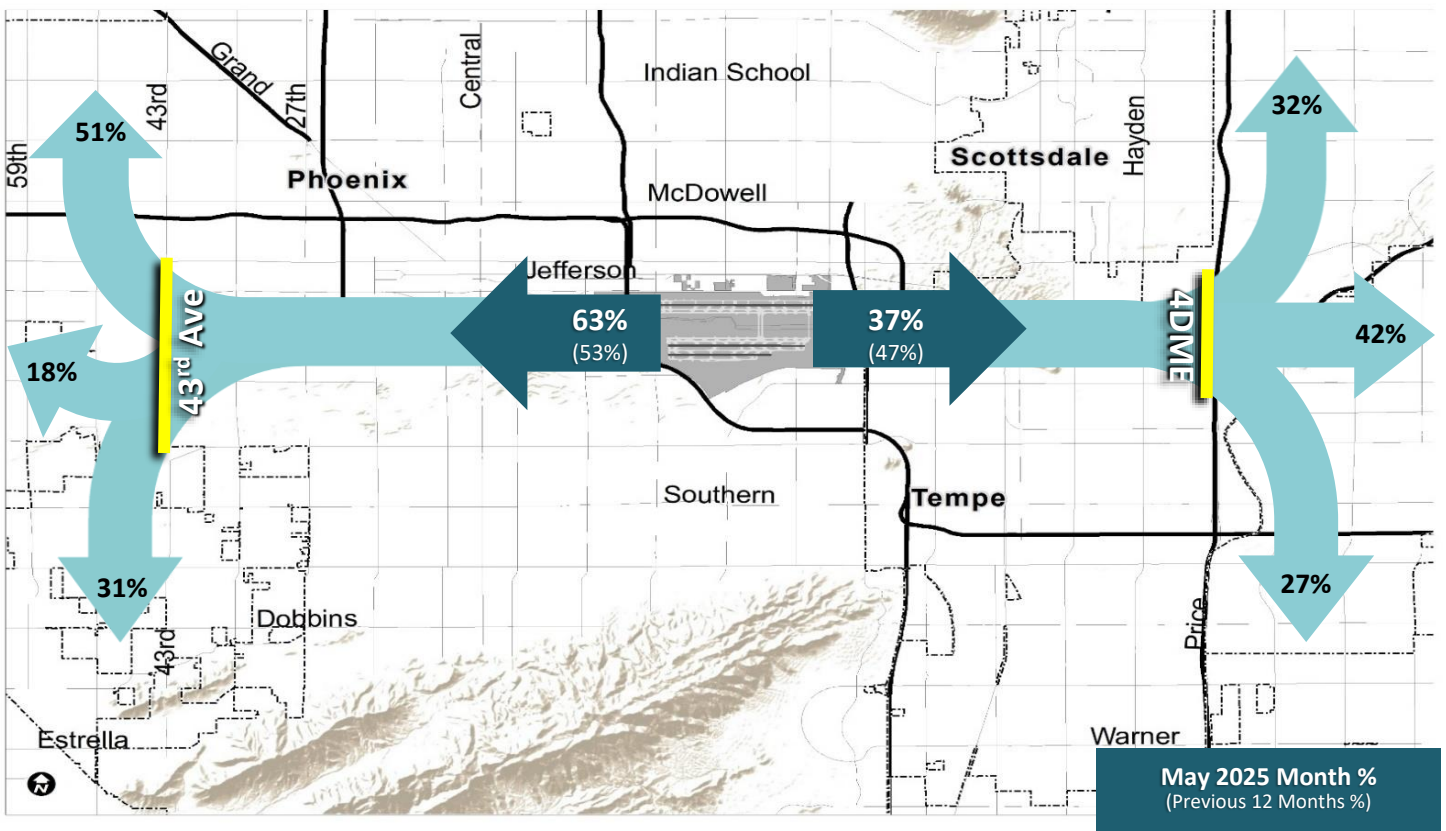 Grand
27th
43rd
59th
Central
Indian School
Hayden
51%
32%
Phoenix
Scottsdale
McDowell
Jefferson
43rd Ave
63%
(53%)
37%
(47%)
4DME
42%
18%
Southern
Tempe
31%
27%
Dobbins
43rd
Price
Estrella
Warner
N
May 2025 Month %
(Previous 12 Months %)